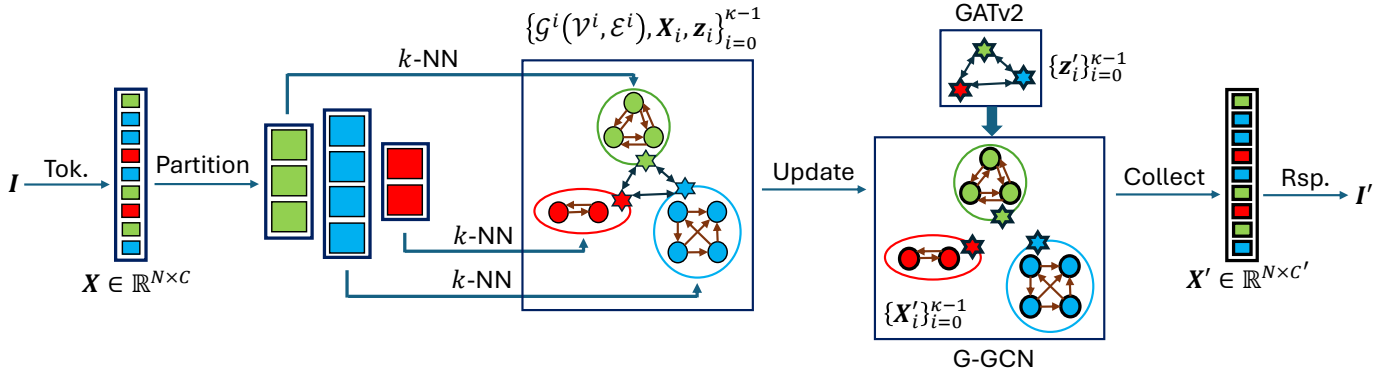 I
Tok.
X ∈ ℝ^{N×C}
Partition
k-NN
k-NN
k-NN
{𝒢^i(𝒱^i, ℰ^i), X_i, z_i}_{i=0}^{κ−1}
Update
GATv2
{z′_i}_{i=0}^{κ−1}
{X′_i}_{i=0}^{κ−1}
G-GCN
Collect
X′ ∈ ℝ^{N×C′}
Rsp.
I′